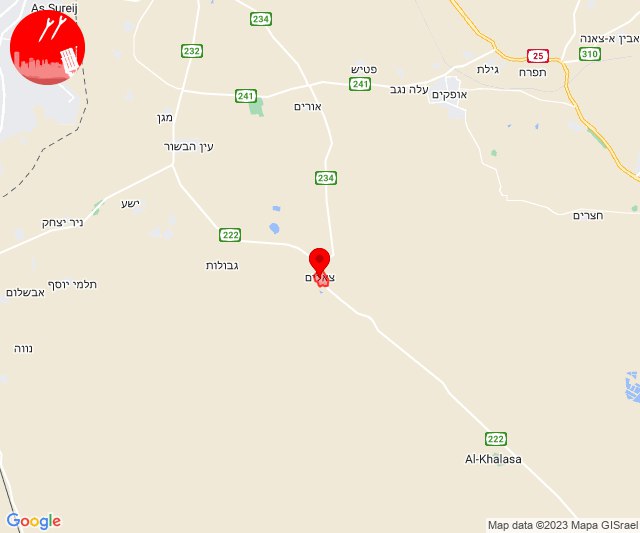 As Sureij
234
אבין א-צאנה
232
25
310
פטיש
גילת
תפרח
241
עלה נגב
אופקים
241
אורים
מגן
עין הבשור
234
ישע
חצרים
ניר יצחק
222
גבולות
צאלים
תלמי יוסף
אבשלום
נווה
222
Al-Khalasa
Google
Map data ©2023 Mapa GISrael